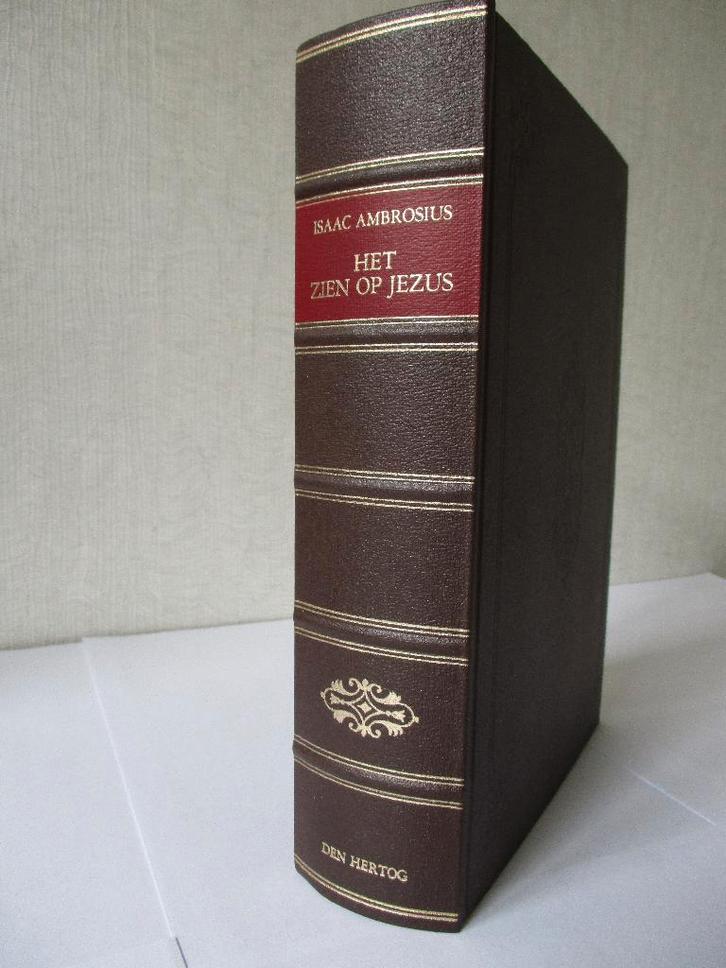 ISAAC AMBROSIUS
HET
ZIEN OP JEZUS
DEN HERTOG